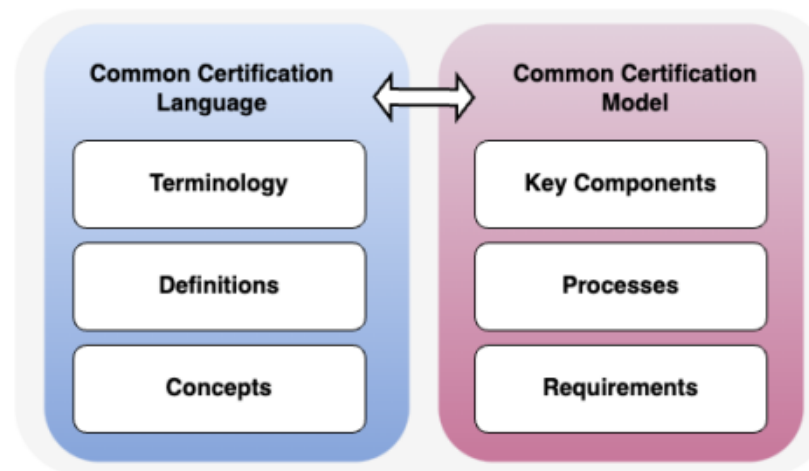 Common Certification
Language
Terminology
Definitions
Concepts
Common Certification
Model
Key Components
Processes
Requirements